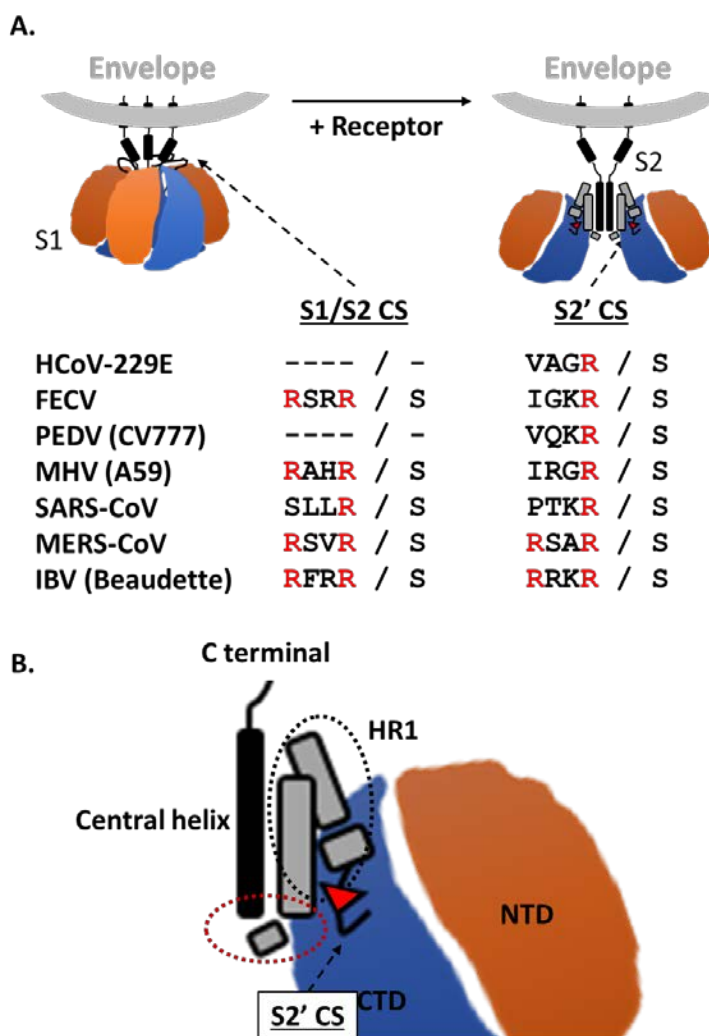 A.
Envelope
Envelope
+ Receptor
S2
S1
S1/S2 CS
S2' CS
HCoV-229E ---- / - VAGR / S
FECV RSRR / S IGKR / S
PEDV (CV777) ---- / - VQKR / S
MHV (A59) RAHR / S IRGR / S
SARS-CoV SLLR / S PTKR / S
MERS-CoV RSVR / S RSAR / S
IBV (Beaudette) RFRR / S RRKR / S
B.
C terminal
HR1
Central helix
NTD
S2' CS
CTD